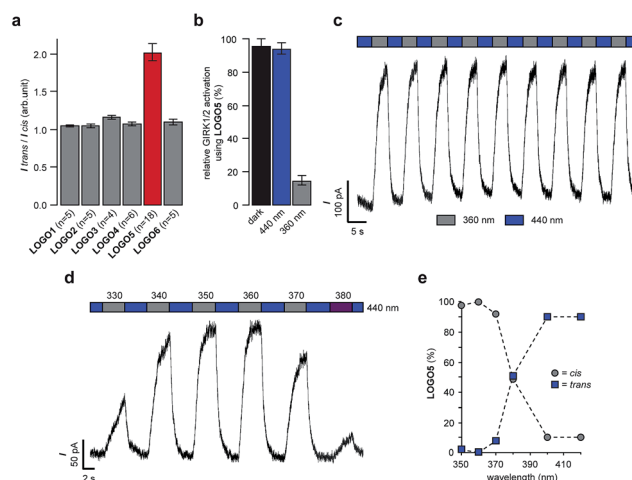 a
I trans / I cis (arb.unit)
2.0
1.5
1.0
0.5
0.0
LOGO1 (n=5)
LOGO2 (n=5)
LOGO3 (n=4)
LOGO4 (n=6)
LOGO5 (n=18)
LOGO6 (n=5)
b
relative GIRK1/2 activation
using LOGO5 (%)
100
80
60
40
20
0
dark
440 nm
360 nm
c
I
100 pA
5 s
360 nm
440 nm
d
330 340 350 360 370 380
440 nm
I
50 pA
2 s
e
LOGO5 (%)
100
80
60
40
20
0
= cis
= trans
350 370 390 410
wavelength (nm)